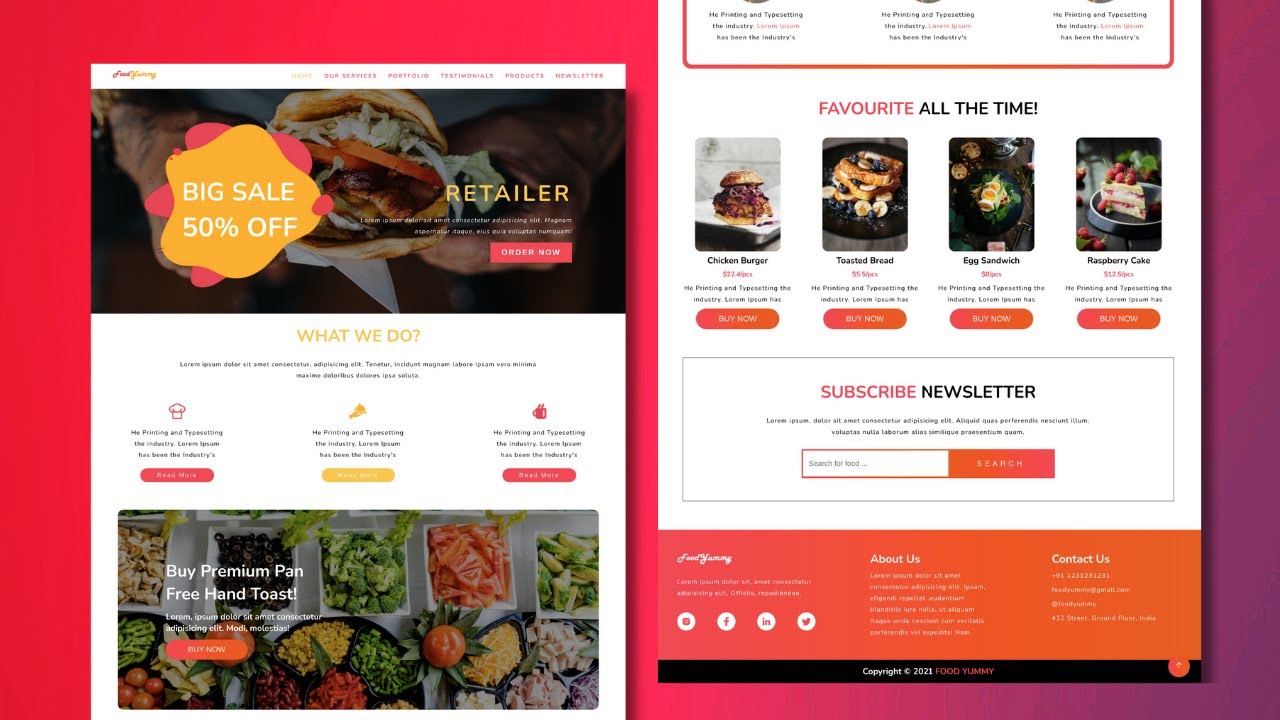 FoodYummy
HOME OUR SERVICES PORTFOLIO TESTIMONIALS PRODUCTS NEWSLETTER
BIG SALE
50% OFF
RETAILER
Lorem ipsum dolor sit amet consectetur adipisicing elit. Magnam
aspernatur itaque, eius quia voluptas numquam!
ORDER NOW
WHAT WE DO?
Lorem ipsum dolor sit amet consectetur, adipisicing elit. Tenetur, incidunt magnam labore ipsam vero minima
maxime doloribus dolores ipsa soluta.
He Printing and Typesetting
the industry. Lorem Ipsum
has been the Industry's
Read More
He Printing and Typesetting
the industry. Lorem Ipsum
has been the Industry's
Read More
He Printing and Typesetting
the industry. Lorem Ipsum
has been the Industry's
Read More
Buy Premium Pan
Free Hand Toast!
Lorem, ipsum dolor sit amet consectetur
adipisicing elit. Modi, molestias!
BUY NOW
He Printing and Typesetting
the industry. Lorem Ipsum
has been the Industry's
He Printing and Typesetting
the industry. Lorem Ipsum
has been the Industry's
He Printing and Typesetting
the industry. Lorem Ipsum
has been the Industry's
FAVOURITE ALL THE TIME!
Chicken Burger
$22.4/pcs
He Printing and Typesetting the
industry. Lorem Ipsum has
BUY NOW
Toasted Bread
$5.5/pcs
He Printing and Typesetting the
industry. Lorem Ipsum has
BUY NOW
Egg Sandwich
$8/pcs
He Printing and Typesetting the
industry. Lorem Ipsum has
BUY NOW
Raspberry Cake
$12.5/pcs
He Printing and Typesetting the
industry. Lorem Ipsum has
BUY NOW
SUBSCRIBE NEWSLETTER
Lorem ipsum, dolor sit amet consectetur adipisicing elit. Aliquid quas perferendis nesciunt illum,
voluptas nulla laborum alias similique praesentium quam.
Search for food ...
SEARCH
FoodYummy
Lorem ipsum dolor sit, amet consectetur
adipisicing elit. Officiis, repudiandae.
About Us
Lorem ipsum dolor sit amet
consectetur adipisicing elit. Ipsam,
eligendi repellat ,audantium
blanditiis iure nulla, ut aliquam
itaque unde nesciunt cum veritatis
perferendis vel expedita! Nam
Contact Us
+91 1231231231
foodyummy@gmail.com
@foodyummy
412 Street, Ground Floor, India
Copyright © 2021 FOOD YUMMY